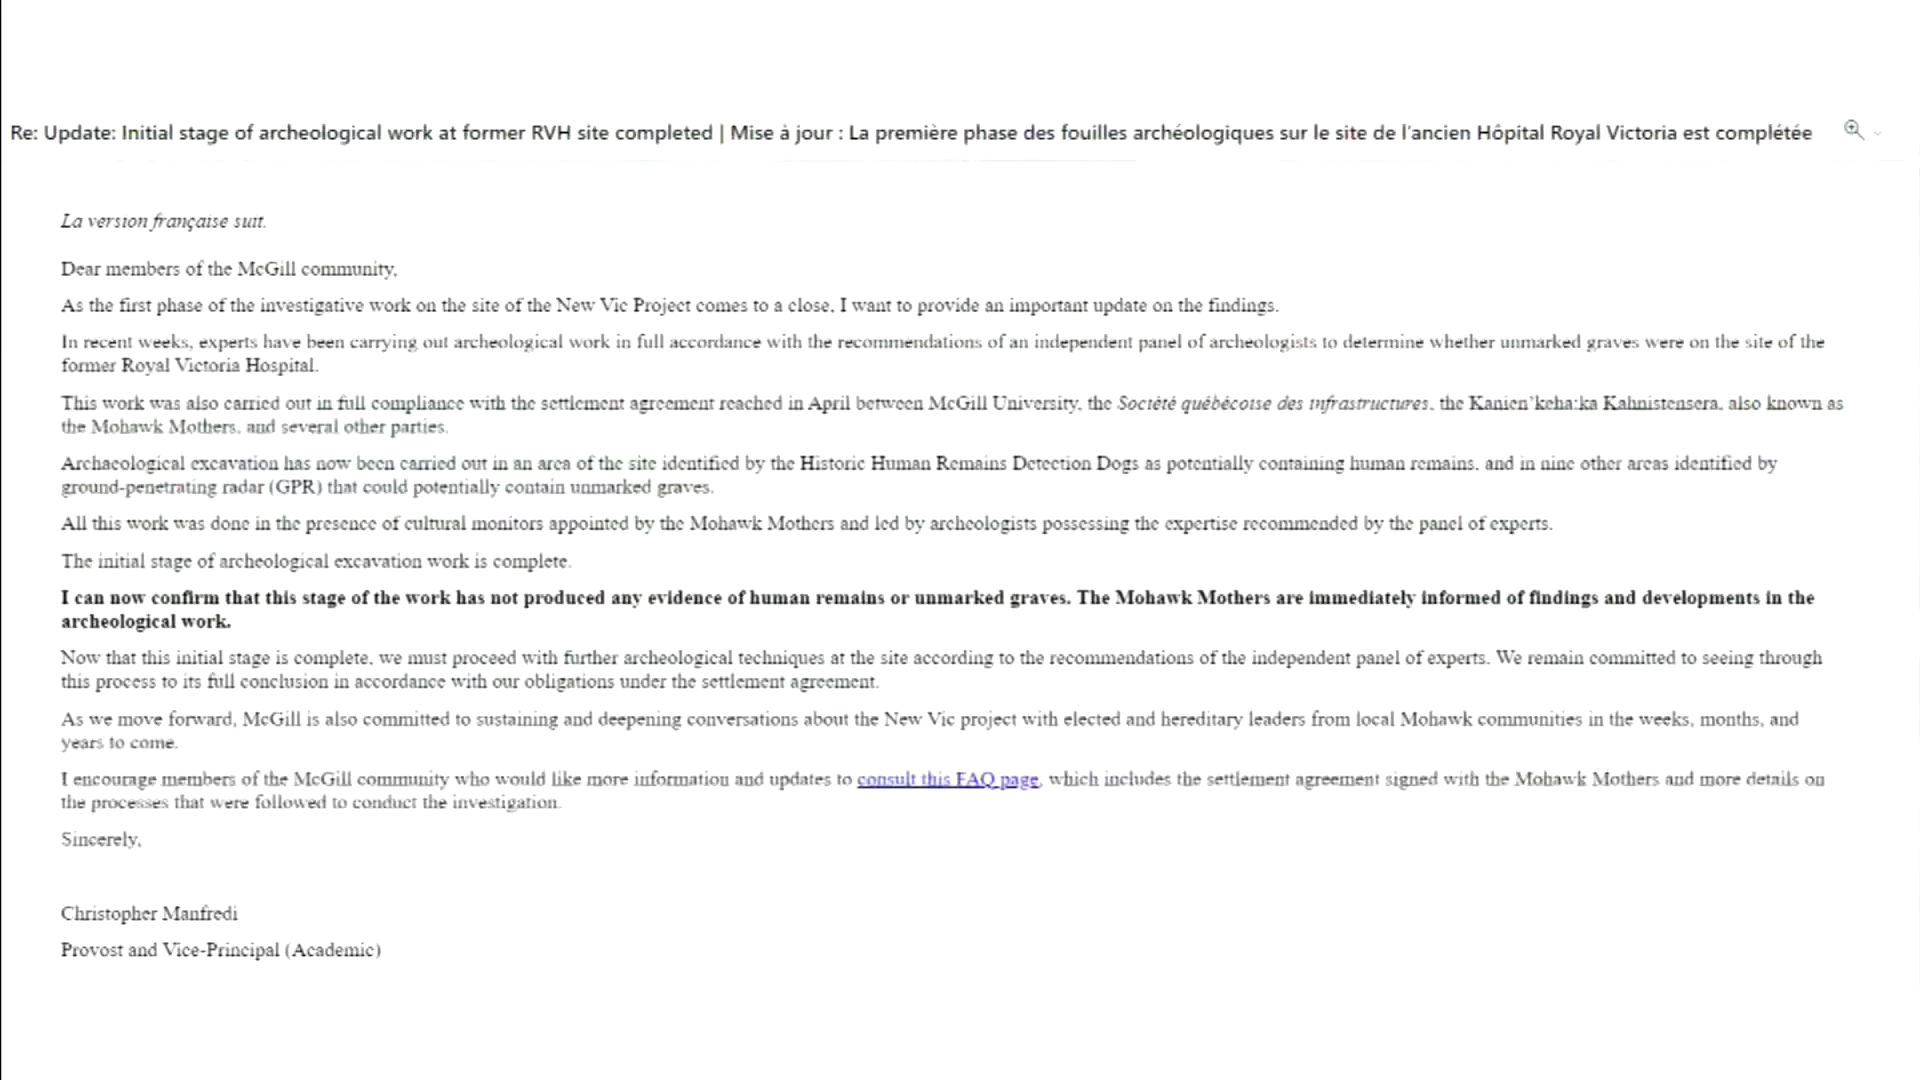 Re: Update: Initial stage of archeological work at former RVH site completed | Mise à jour : La première phase des fouilles archéologiques sur le site de l'ancien Hôpital Royal Victoria est complétée
La version française suit.
Dear members of the McGill community,
As the first phase of the investigative work on the site of the New Vic Project comes to a close, I want to provide an important update on the findings.
In recent weeks, experts have been carrying out archeological work in full accordance with the recommendations of an independent panel of archeologists to determine whether unmarked graves were on the site of the
former Royal Victoria Hospital.
This work was also carried out in full compliance with the settlement agreement reached in April between McGill University, the Société québécoise des infrastructures, the Kanien'keha:ka Kahnistensera, also known as
the Mohawk Mothers, and several other parties.
Archaeological excavation has now been carried out in an area of the site identified by the Historic Human Remains Detection Dogs as potentially containing human remains, and in nine other areas identified by
ground-penetrating radar (GPR) that could potentially contain unmarked graves.
All this work was done in the presence of cultural monitors appointed by the Mohawk Mothers and led by archeologists possessing the expertise recommended by the panel of experts.
The initial stage of archeological excavation work is complete.
I can now confirm that this stage of the work has not produced any evidence of human remains or unmarked graves. The Mohawk Mothers are immediately informed of findings and developments in the
archeological work.
Now that this initial stage is complete, we must proceed with further archeological techniques at the site according to the recommendations of the independent panel of experts. We remain committed to seeing through
this process to its full conclusion in accordance with our obligations under the settlement agreement.
As we move forward, McGill is also committed to sustaining and deepening conversations about the New Vic project with elected and hereditary leaders from local Mohawk communities in the weeks, months, and
years to come.
I encourage members of the McGill community who would like more information and updates to consult this FAQ page, which includes the settlement agreement signed with the Mohawk Mothers and more details on
the processes that were followed to conduct the investigation.
Sincerely,
Christopher Manfredi
Provost and Vice-Principal (Academic)